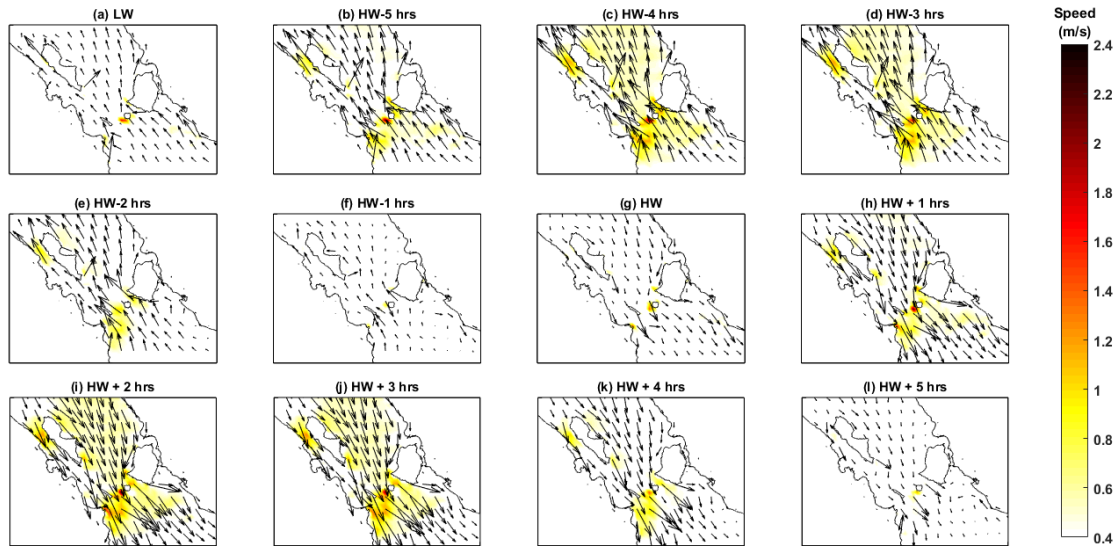 (a) LW
(b) HW-5 hrs
(c) HW-4 hrs
(d) HW-3 hrs
Speed
(m/s)
2.4
2.2
2
1.8
1.6
1.4
1.2
1
0.8
0.6
0.4
(e) HW-2 hrs
(f) HW-1 hrs
(g) HW
(h) HW + 1 hrs
(i) HW + 2 hrs
(j) HW + 3 hrs
(k) HW + 4 hrs
(l) HW + 5 hrs